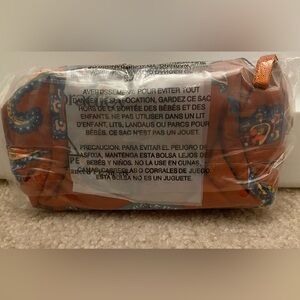 AVERTISSEMENT: POUR ÉVITER TOUT
DANGER DE SUFFOCATION, GARDEZ CE SAC
HORS DE LA PORTÉE DES BÉBÉS ET DES
ENFANTS, NE PAS UTILISER DANS UN LIT
D'ENFANT, LITS, LANDAUS OU PARCS POUR
BÉBÉS. CE SAC N'EST PAS UN JOUET.
PRECAUCIÓN: PARA EVITAR EL PELIGRO DE
ASFIXIA, MANTENGA ESTA BOLSA LEJOS DE
BEBÉS Y NIÑOS. NO LA USE EN CUNAS,
CAMAS, CARREOLAS O CORRALES DE JUEGO.
ESTA BOLSA NO ES UN JUGUETE.